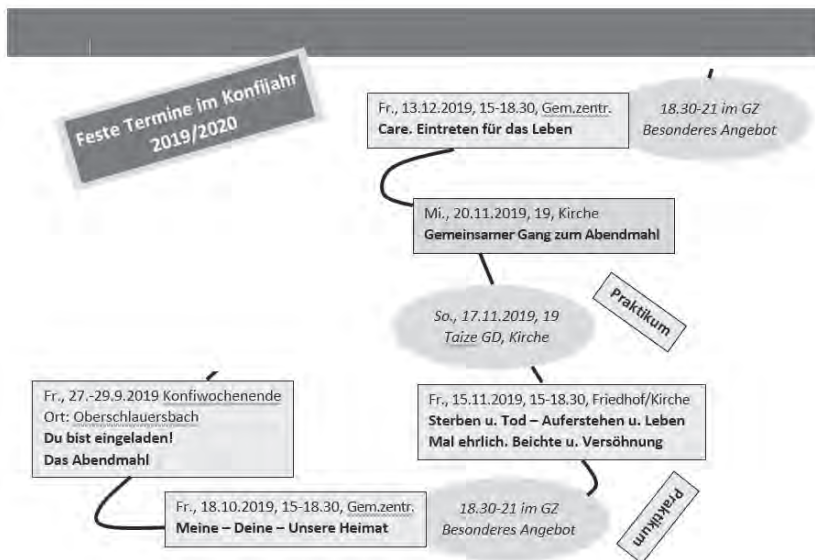 Feste Termine im Konfijahr
2019/2020
Fr., 13.12.2019, 15-18.30, Gem.zentr.
Care. Eintreten für das Leben
18.30-21 im GZ
Besonderes Angebot
Mi., 20.11.2019, 19, Kirche
Gemeinsamer Gang zum Abendmahl
Praktikum
So., 17.11.2019, 19
Taize GD, Kirche
Fr., 27.-29.9.2019 Konfiwochenende
Ort: Oberschlauersbach
Du bist eingeladen!
Das Abendmahl
Fr., 15.11.2019, 15-18.30, Friedhof/Kirche
Sterben u. Tod – Auferstehen u. Leben
Mal ehrlich. Beichte u. Versöhnung
Fr., 18.10.2019, 15-18.30, Gem.zentr.
Meine – Deine – Unsere Heimat
18.30-21 im GZ
Besonderes Angebot
Praktikum